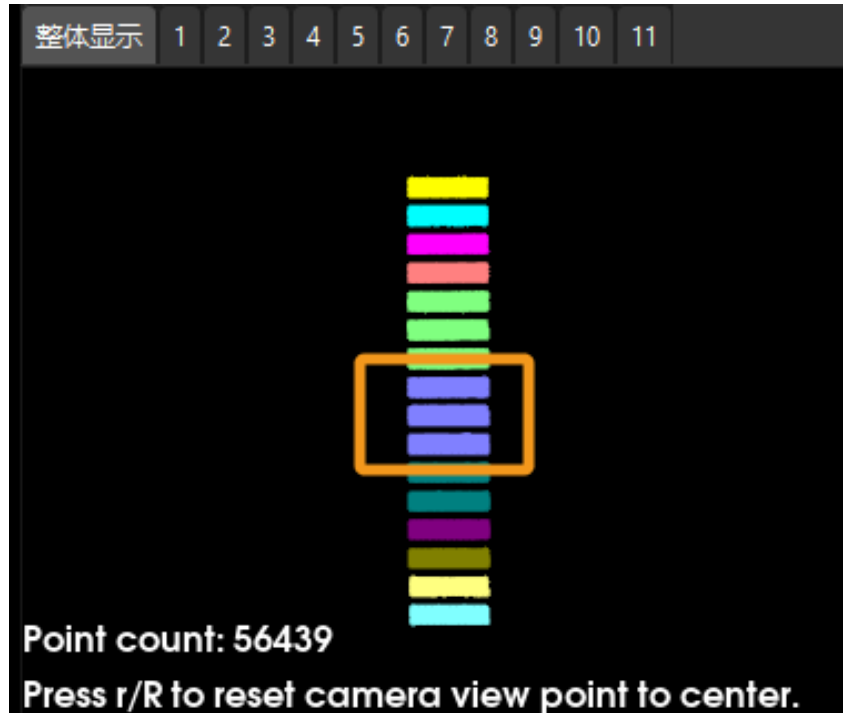 整体显示 1 2 3 4 5 6 7 8 9 10 11
Point count: 56439
Press r/R to reset camera view point to center.